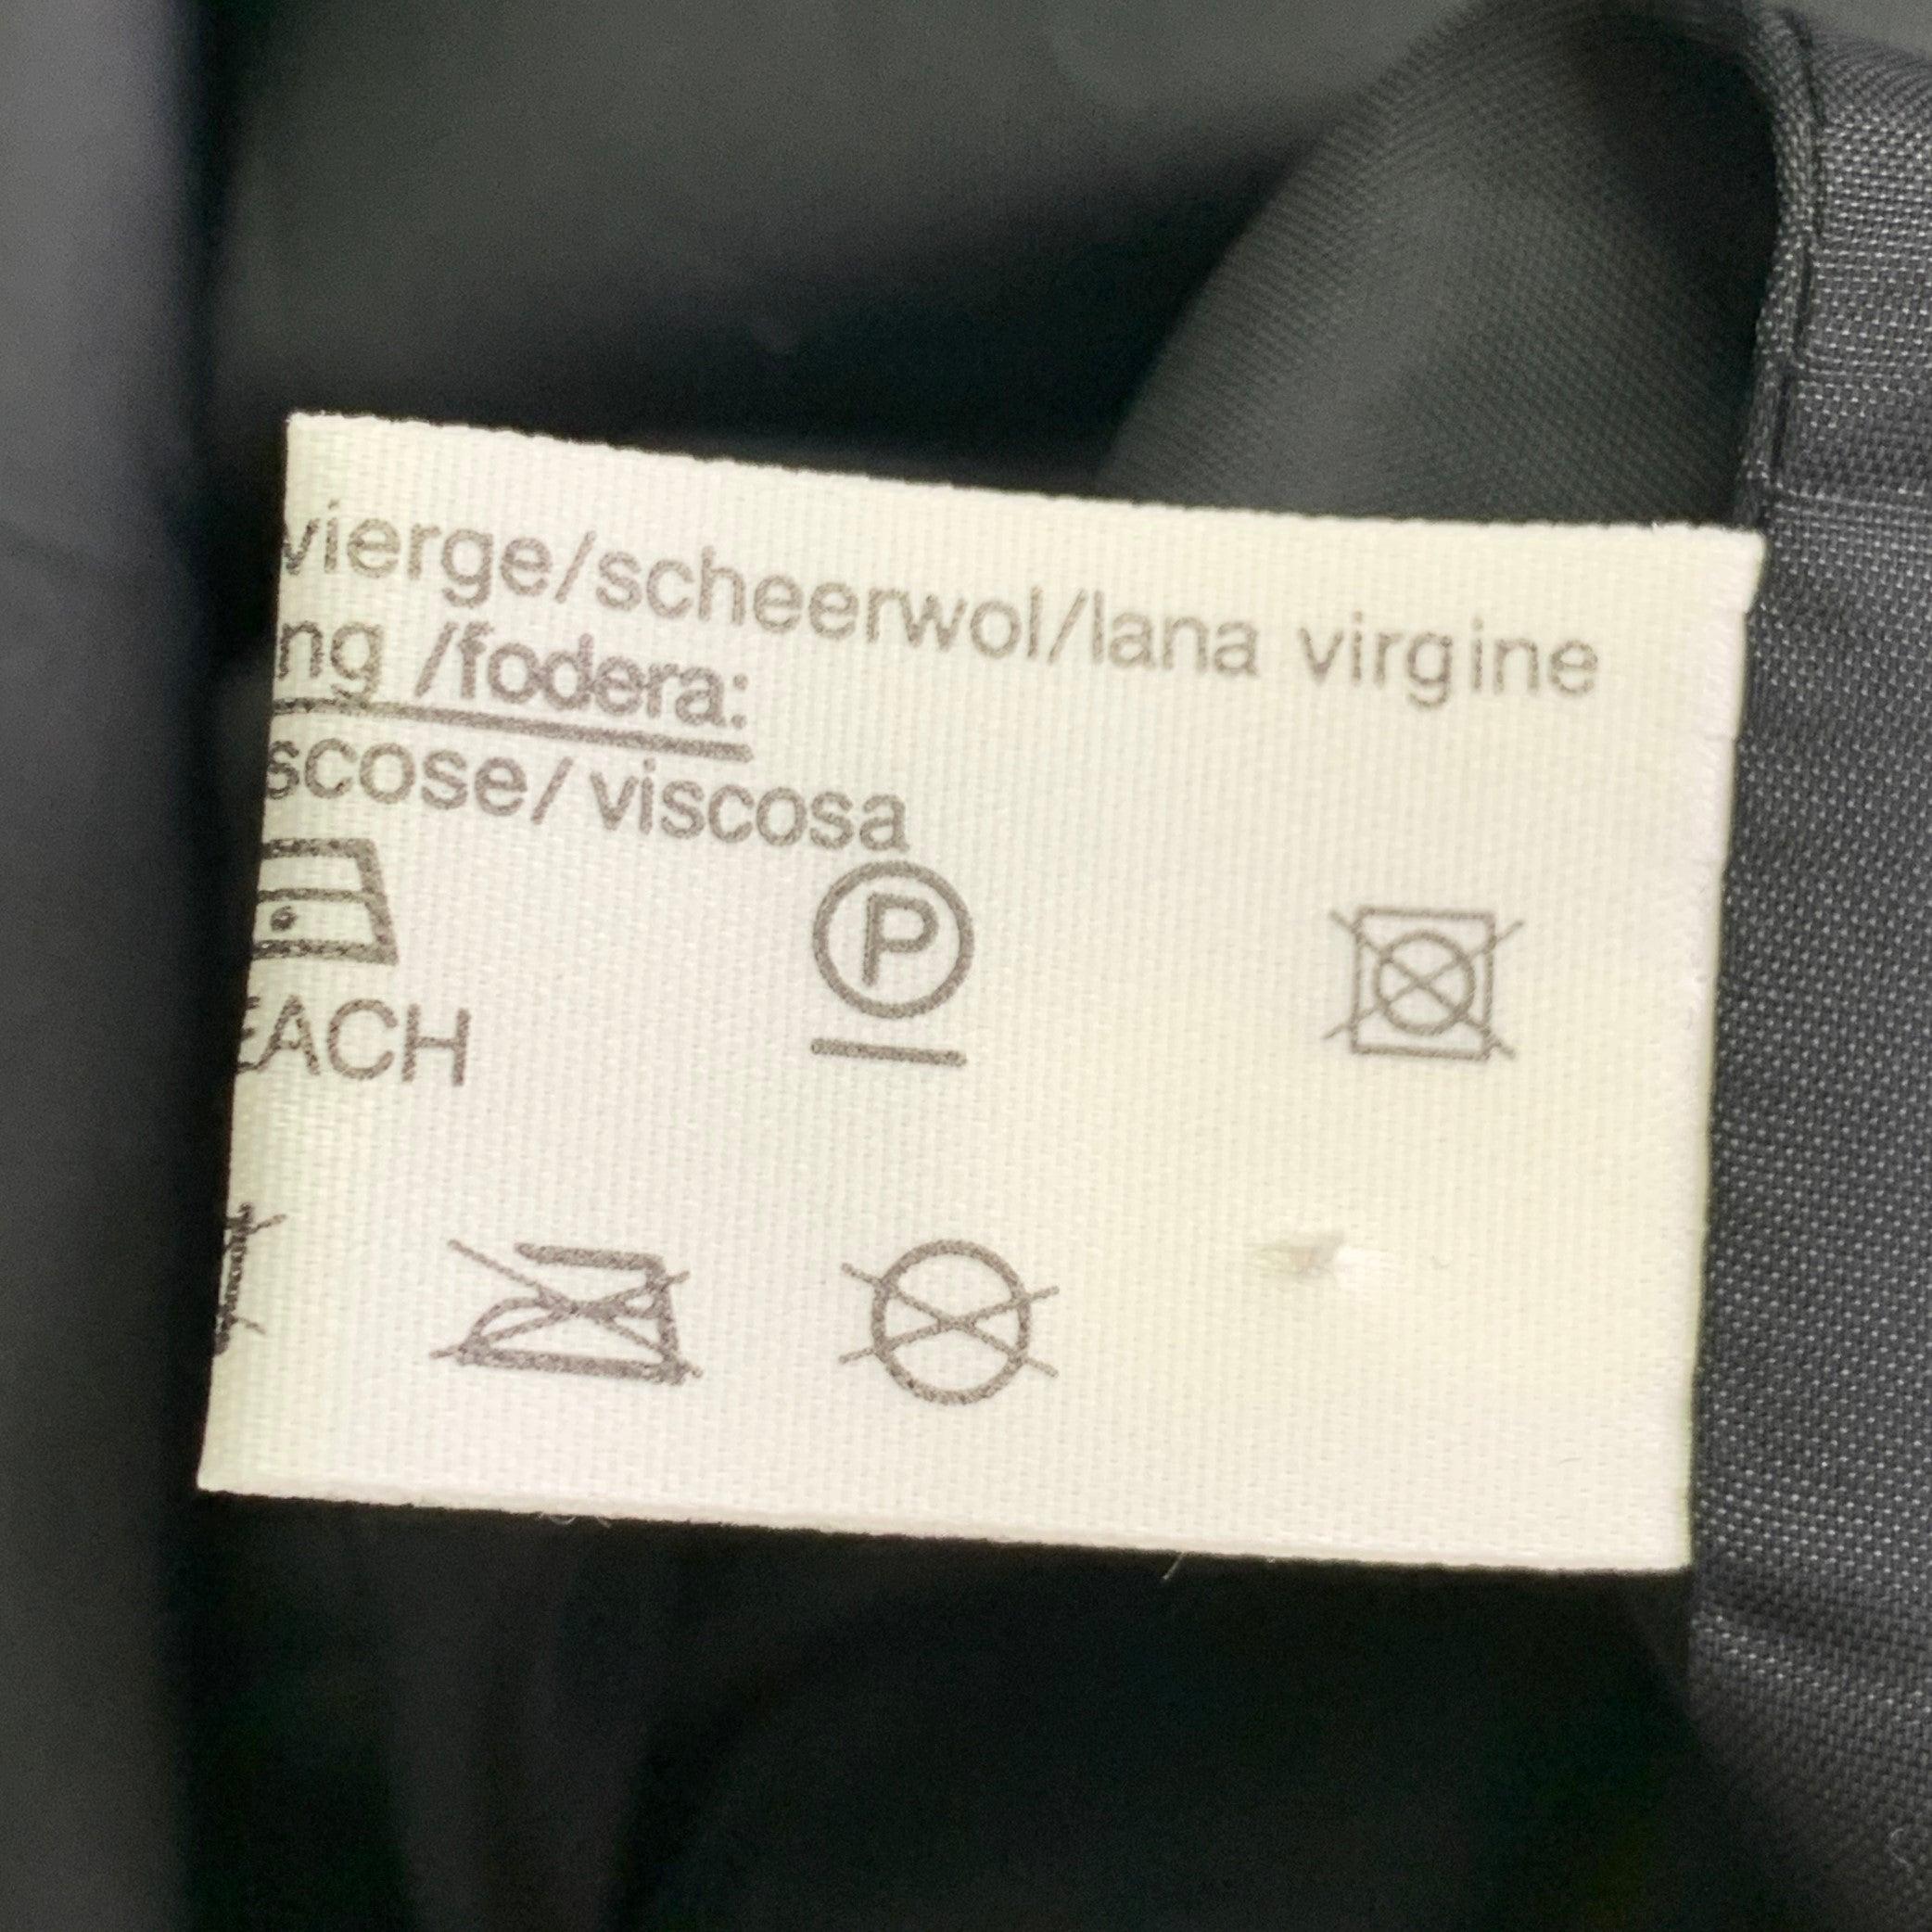 vierge/scheerwol/lana virgine
ng /fodera:
scose/ viscosa
P
EACH